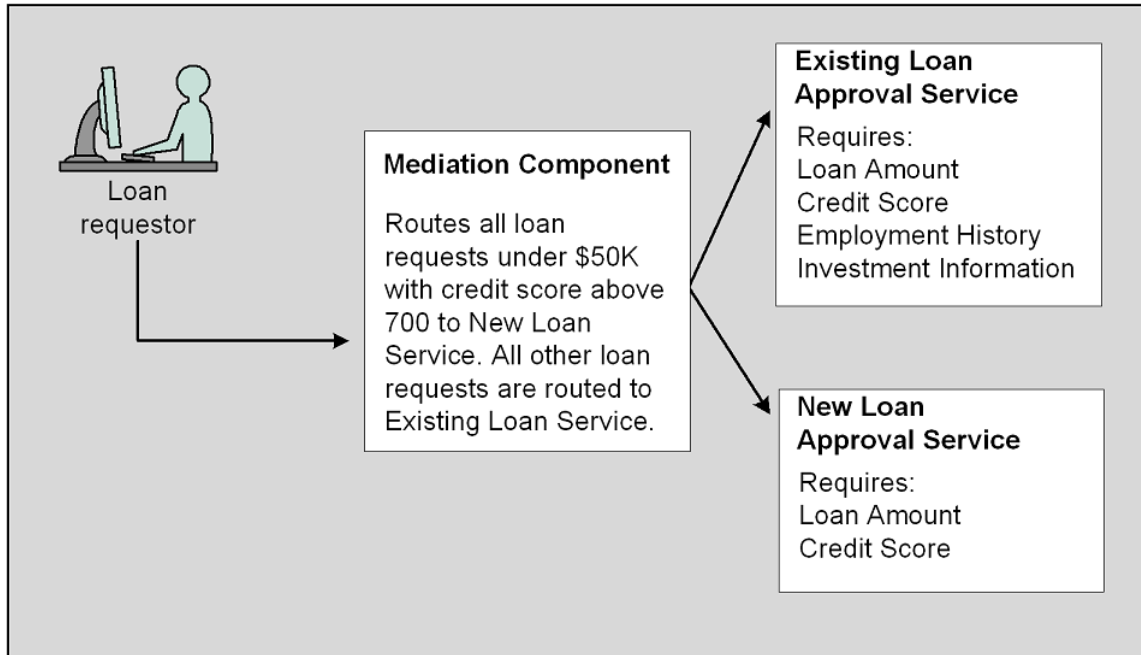 Loan
requestor
Mediation Component
Routes all loan
requests under $50K
with credit score above
700 to New Loan
Service. All other loan
requests are routed to
Existing Loan Service.
Existing Loan
Approval Service
Requires:
Loan Amount
Credit Score
Employment History
Investment Information
New Loan
Approval Service
Requires:
Loan Amount
Credit Score